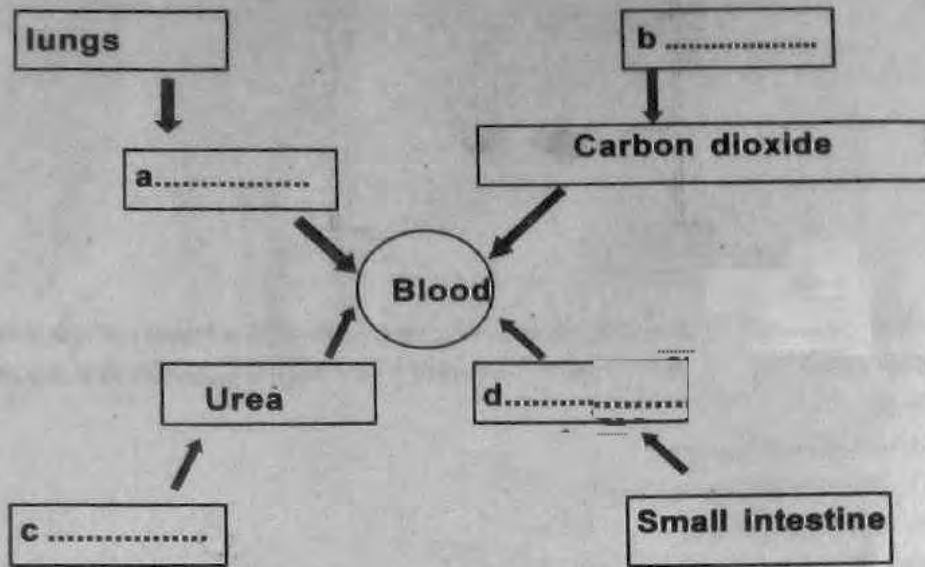 lungs
b ..................
Carbon dioxide
a.................
Blood
Urea
d....................
c ..................
Small intestine